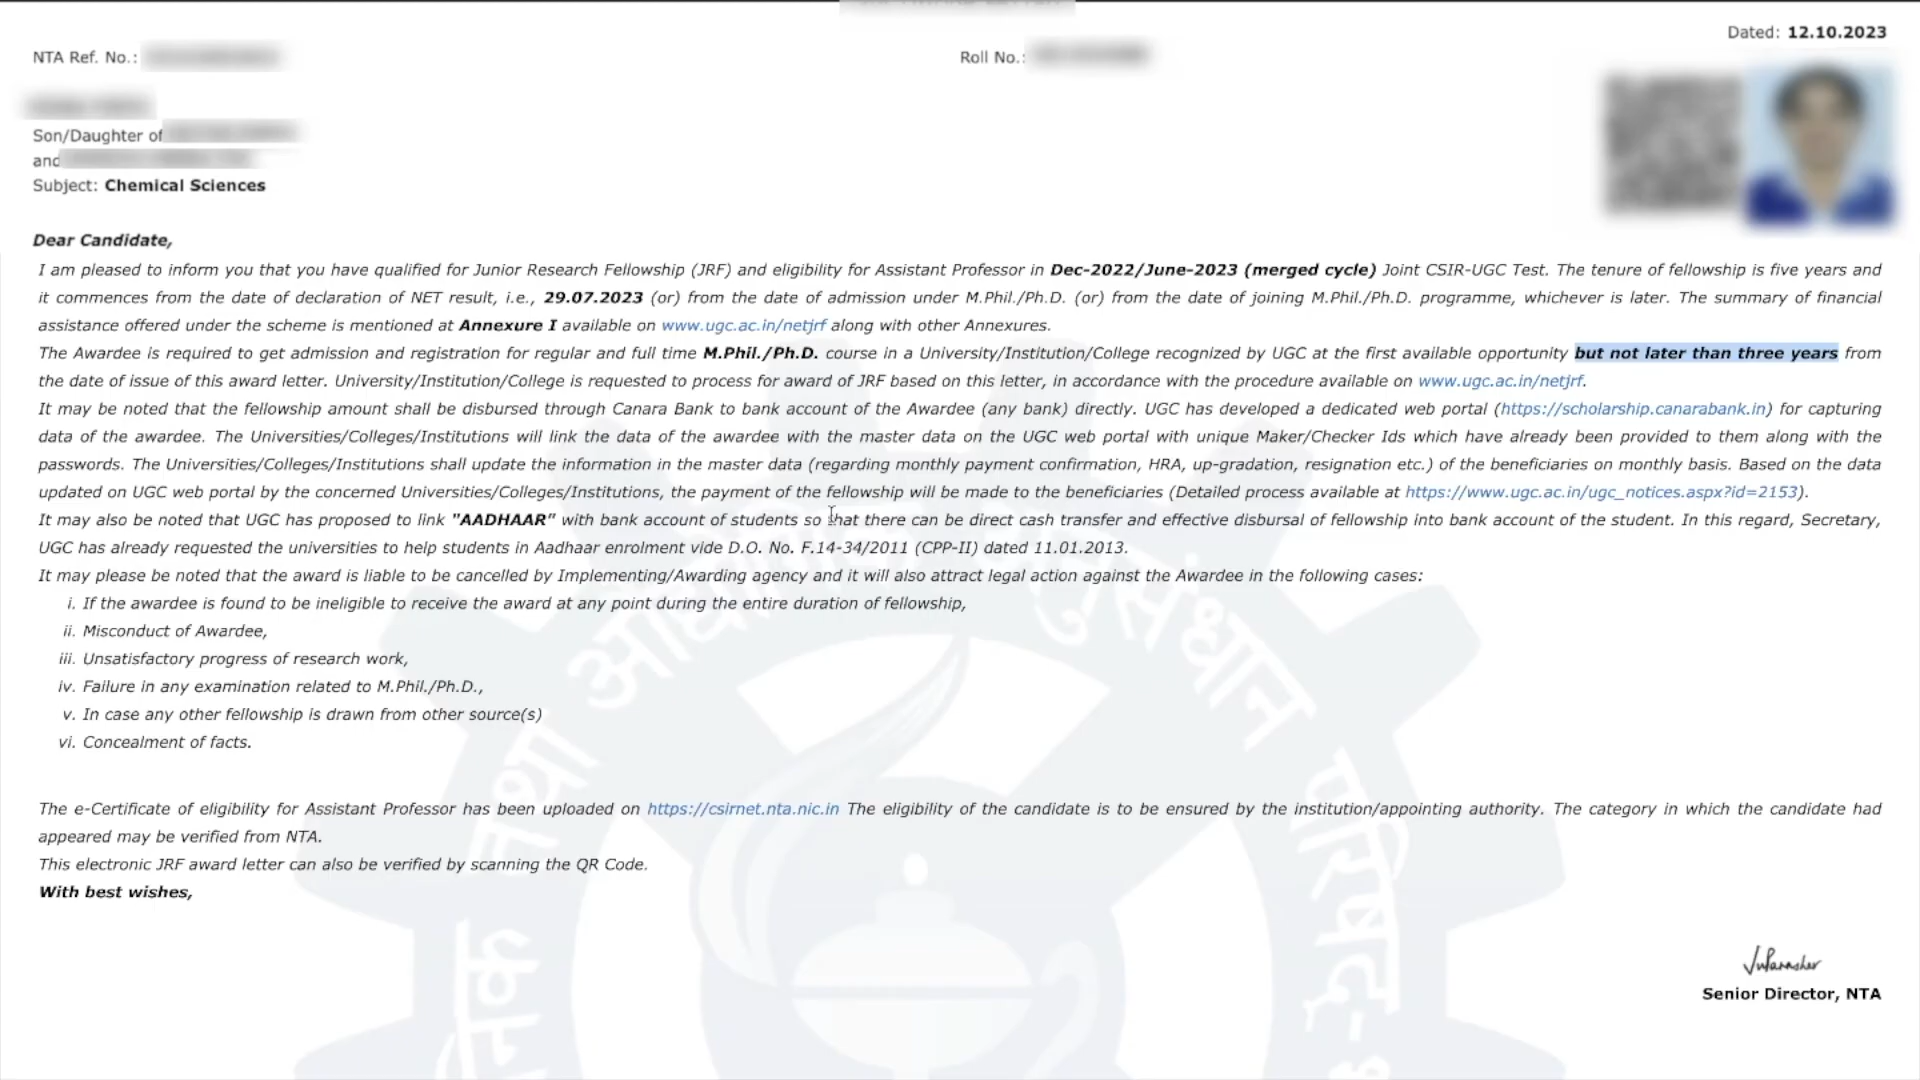 Dated: 12.10.2023
NTA Ref. No.:
Roll No.:
Son/Daughter of
and
Subject: Chemical Sciences
Dear Candidate,
I am pleased to inform you that you have qualified for Junior Research Fellowship (JRF) and eligibility for Assistant Professor in Dec-2022/June-2023 (merged cycle) Joint CSIR-UGC Test. The tenure of fellowship is five years and
it commences from the date of declaration of NET result, i.e., 29.07.2023 (or) from the date of admission under M.Phil./Ph.D. (or) from the date of joining M.Phil./Ph.D. programme, whichever is later. The summary of financial
assistance offered under the scheme is mentioned at Annexure I available on www.ugc.ac.in/netjrf along with other Annexures.
The Awardee is required to get admission and registration for regular and full time M.Phil./Ph.D. course in a University/Institution/College recognized by UGC at the first available opportunity but not later than three years from
the date of issue of this award letter. University/Institution/College is requested to process for award of JRF based on this letter, in accordance with the procedure available on www.ugc.ac.in/netjrf.
It may be noted that the fellowship amount shall be disbursed through Canara Bank to bank account of the Awardee (any bank) directly. UGC has developed a dedicated web portal (https://scholarship.canarabank.in) for capturing
data of the awardee. The Universities/Colleges/Institutions will link the data of the awardee with the master data on the UGC web portal with unique Maker/Checker Ids which have already been provided to them along with the
passwords. The Universities/Colleges/Institutions shall update the information in the master data (regarding monthly payment confirmation, HRA, up-gradation, resignation etc.) of the beneficiaries on monthly basis. Based on the data
updated on UGC web portal by the concerned Universities/Colleges/Institutions, the payment of the fellowship will be made to the beneficiaries (Detailed process available at https://www.ugc.ac.in/ugc_notices.aspx?id=2153).
It may also be noted that UGC has proposed to link "AADHAAR" with bank account of students so that there can be direct cash transfer and effective disbursal of fellowship into bank account of the student. In this regard, Secretary,
UGC has already requested the universities to help students in Aadhaar enrolment vide D.O. No. F.14-34/2011 (CPP-II) dated 11.01.2013.
It may please be noted that the award is liable to be cancelled by Implementing/Awarding agency and it will also attract legal action against the Awardee in the following cases:
i. If the awardee is found to be ineligible to receive the award at any point during the entire duration of fellowship,
ii. Misconduct of Awardee,
iii. Unsatisfactory progress of research work,
iv. Failure in any examination related to M.Phil./Ph.D.,
v. In case any other fellowship is drawn from other source(s)
vi. Concealment of facts.
The e-Certificate of eligibility for Assistant Professor has been uploaded on https://csirnet.nta.nic.in The eligibility of the candidate is to be ensured by the institution/appointing authority. The category in which the candidate had
appeared may be verified from NTA.
This electronic JRF award letter can also be verified by scanning the QR Code.
With best wishes,
Senior Director, NTA
तथा
अनुसंधान
परिषद-